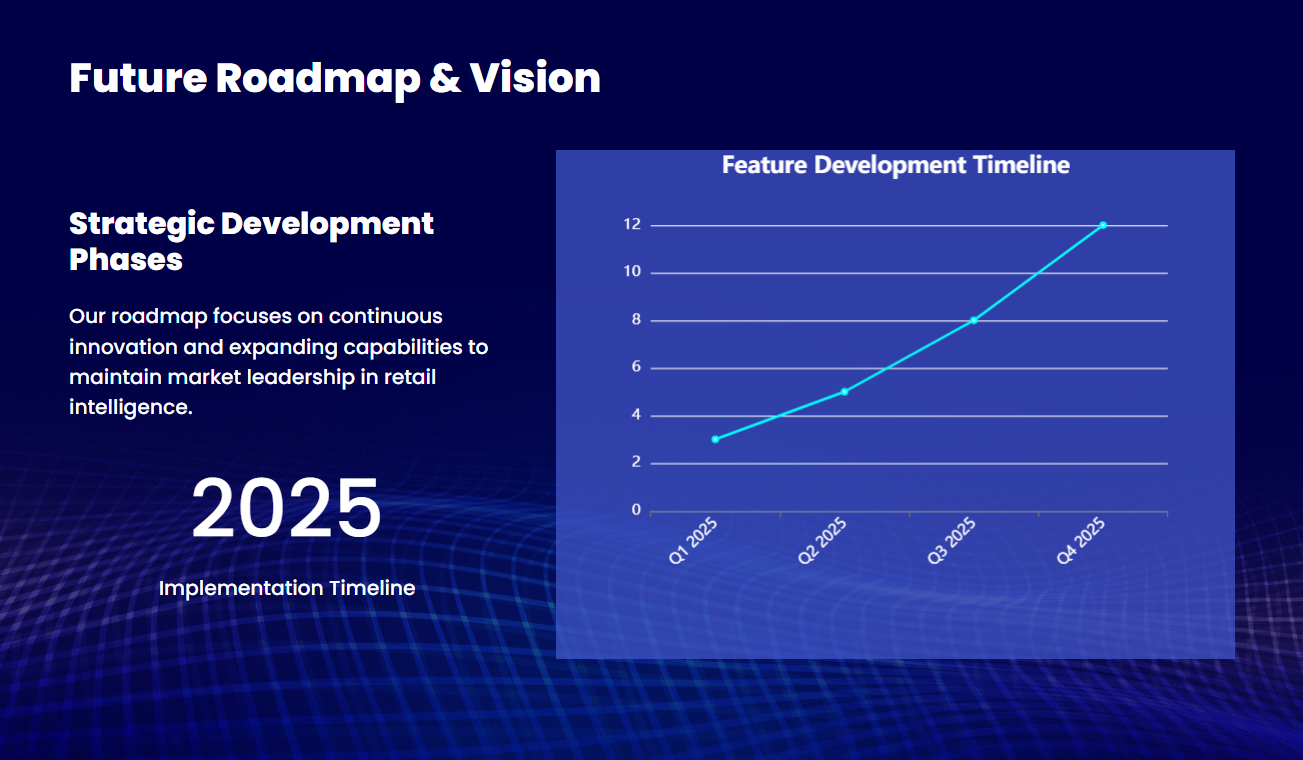 Future Roadmap & Vision
Strategic Development
Phases
Our roadmap focuses on continuous
innovation and expanding capabilities to
maintain market leadership in retail
intelligence.
2025
Implementation Timeline
Feature Development Timeline
12
10
8
6
4
2
0
Q1 2025
Q2 2025
Q3 2025
Q4 2025